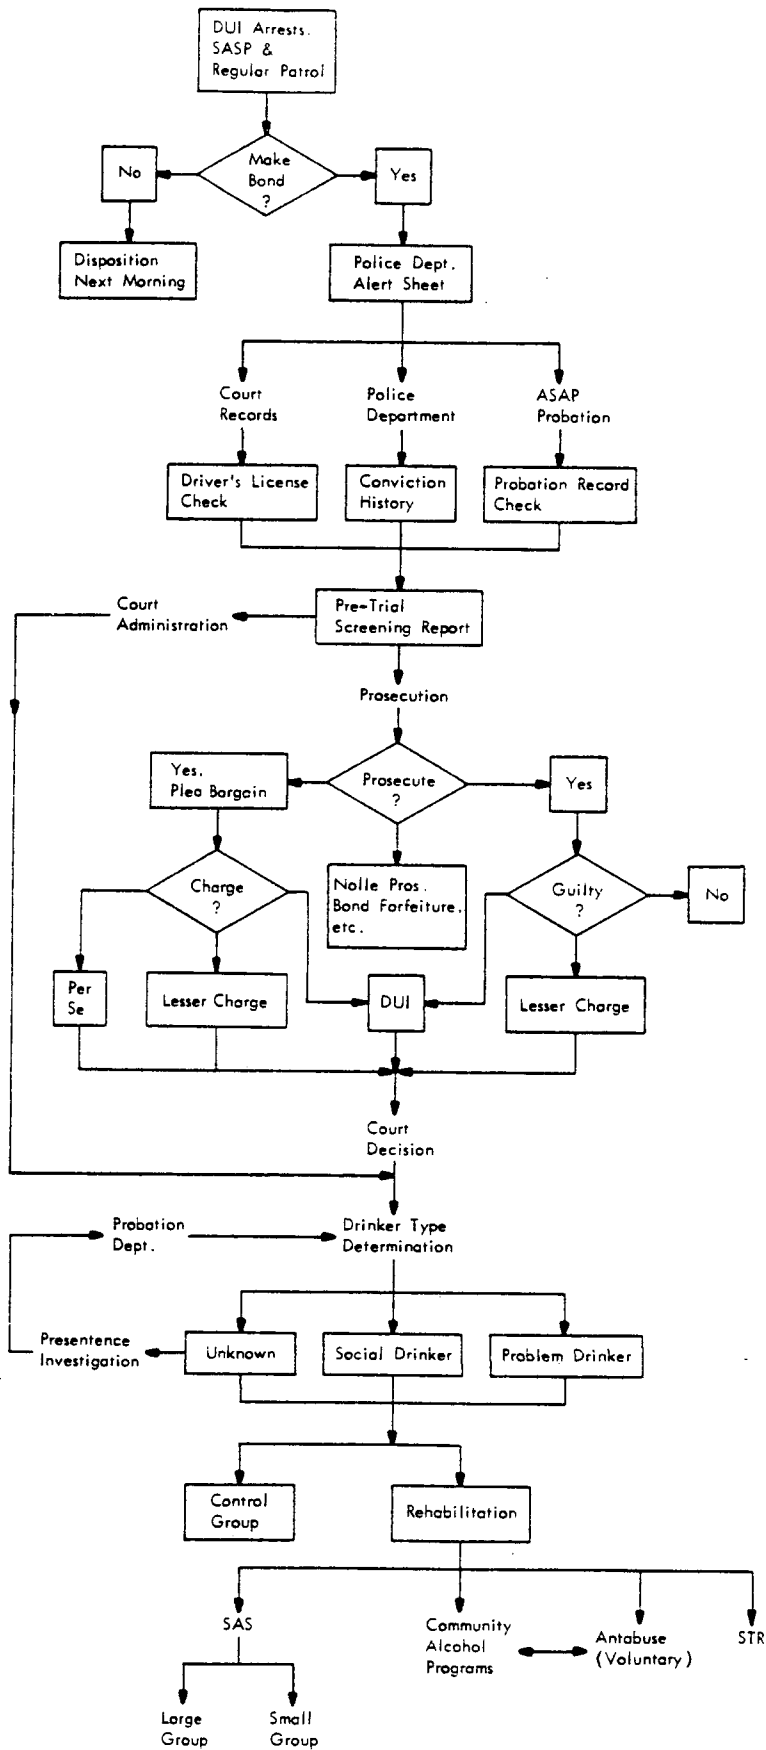 DUI Arrests.
SASP &
Regular Patrol
Make
Bond
?
No
Yes
Disposition
Next Morning
Police Dept.
Alert Sheet
Court
Records
Police
Department
ASAP
Probation
Driver's License
Check
Conviction
History
Probation Record
Check
Court
Administration
Pre-Trial
Screening Report
Prosecution
Yes.
Plea Bargain
Prosecute
?
Yes
Charge
?
Nolle Pros.
Bond Forfeiture.
etc.
Guilty
?
No
Per
Se
Lesser Charge
DUI
Lesser Charge
Court
Decision
Probation
Dept.
Drinker Type
Determination
Presentence
Investigation
Unknown
Social Drinker
Problem Drinker
Control
Group
Rehabilitation
SAS
Community
Alcohol
Programs
Antabuse
(Voluntary)
STR
Large
Group
Small
Group